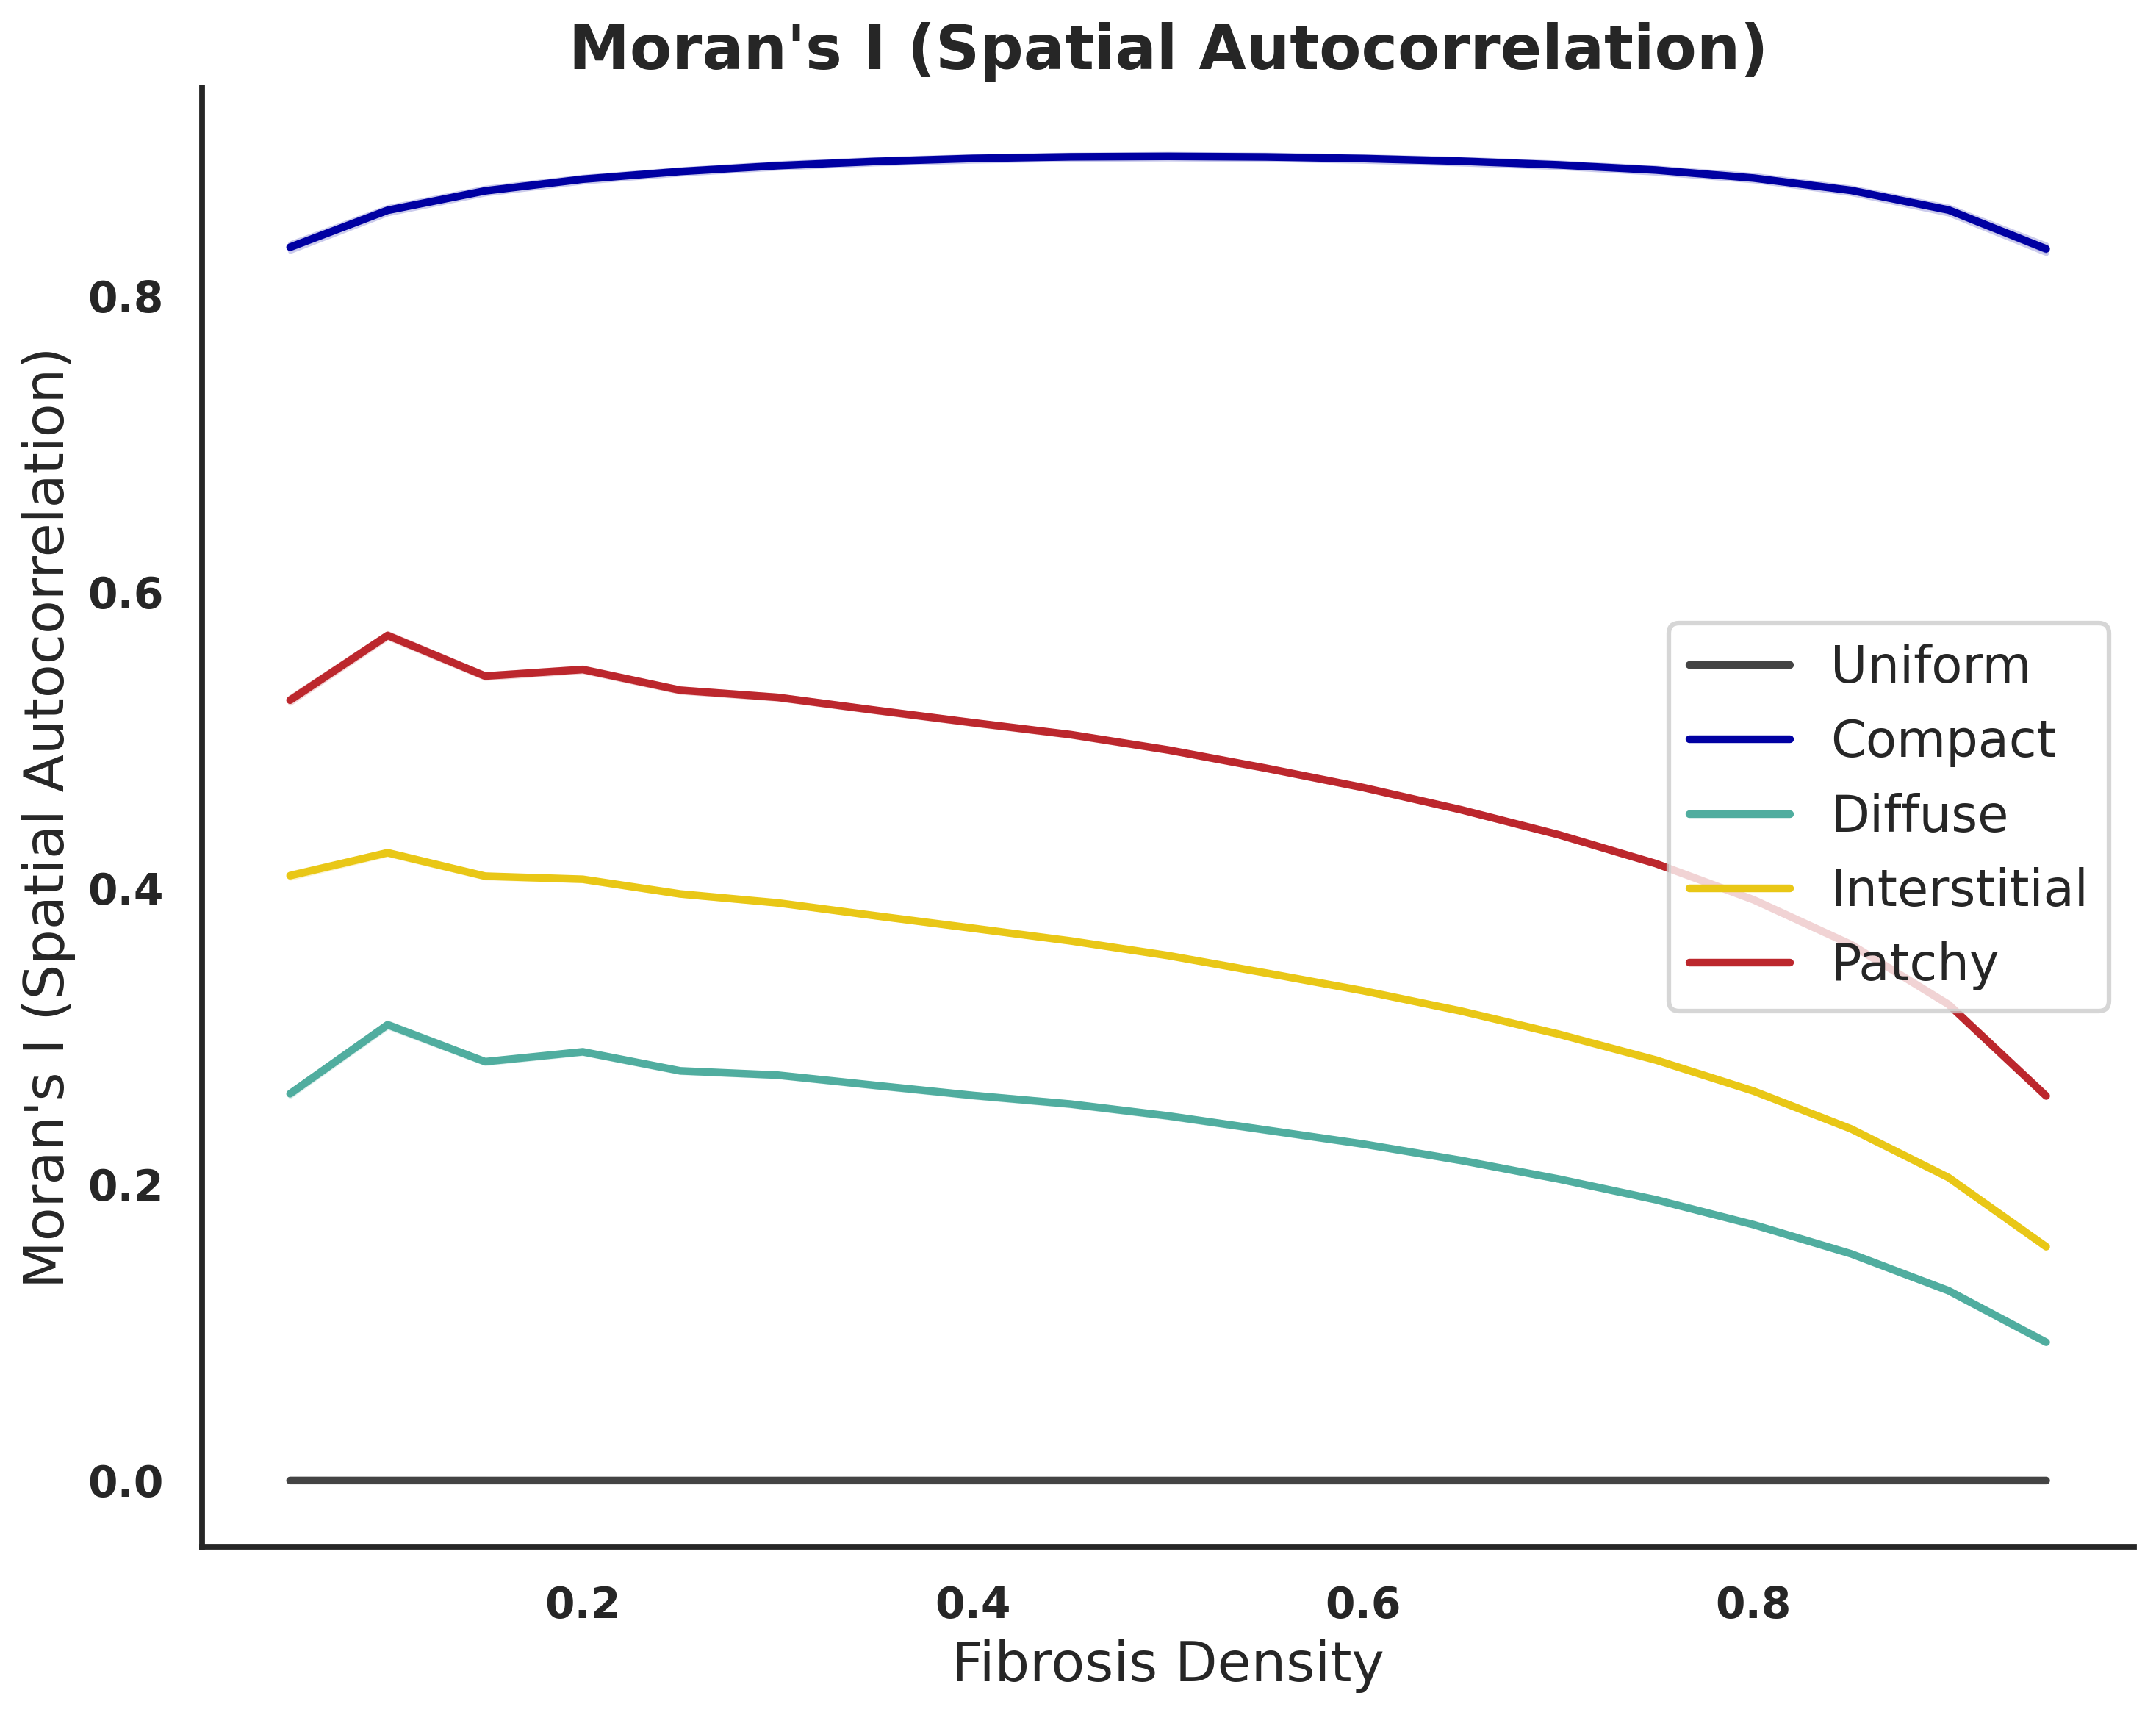 Moran's I (Spatial Autocorrelation)
Moran's I (Spatial Autocorrelation)
0.8
0.6
0.4
0.2
0.0
Uniform
Compact
Diffuse
Interstitial
Patchy
0.2 0.4 0.6 0.8
Fibrosis Density